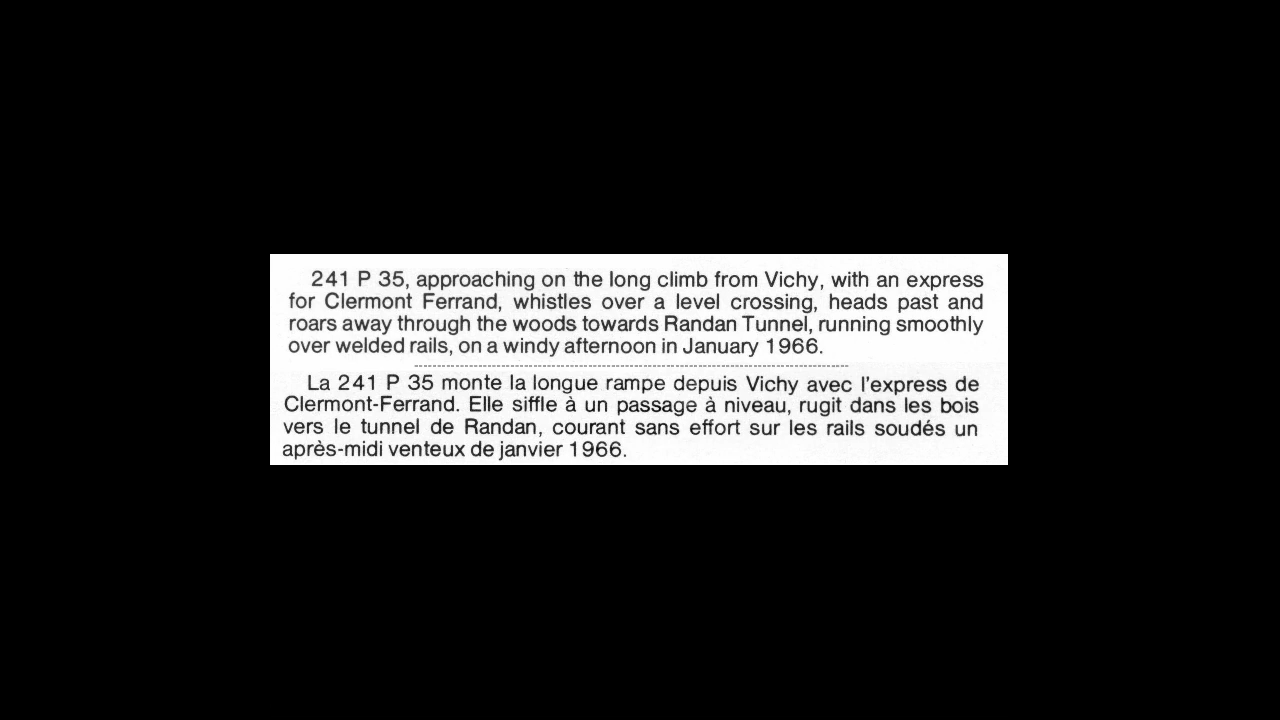 241 P 35, approaching on the long climb from Vichy, with an express
for Clermont Ferrand, whistles over a level crossing, heads past and
roars away through the woods towards Randan Tunnel, running smoothly
over welded rails, on a windy afternoon in January 1966.
La 241 P 35 monte la longue rampe depuis Vichy avec l'express de
Clermont-Ferrand. Elle siffle à un passage à niveau, rugit dans les bois
vers le tunnel de Randan, courant sans effort sur les rails soudés un
après-midi venteux de janvier 1966.